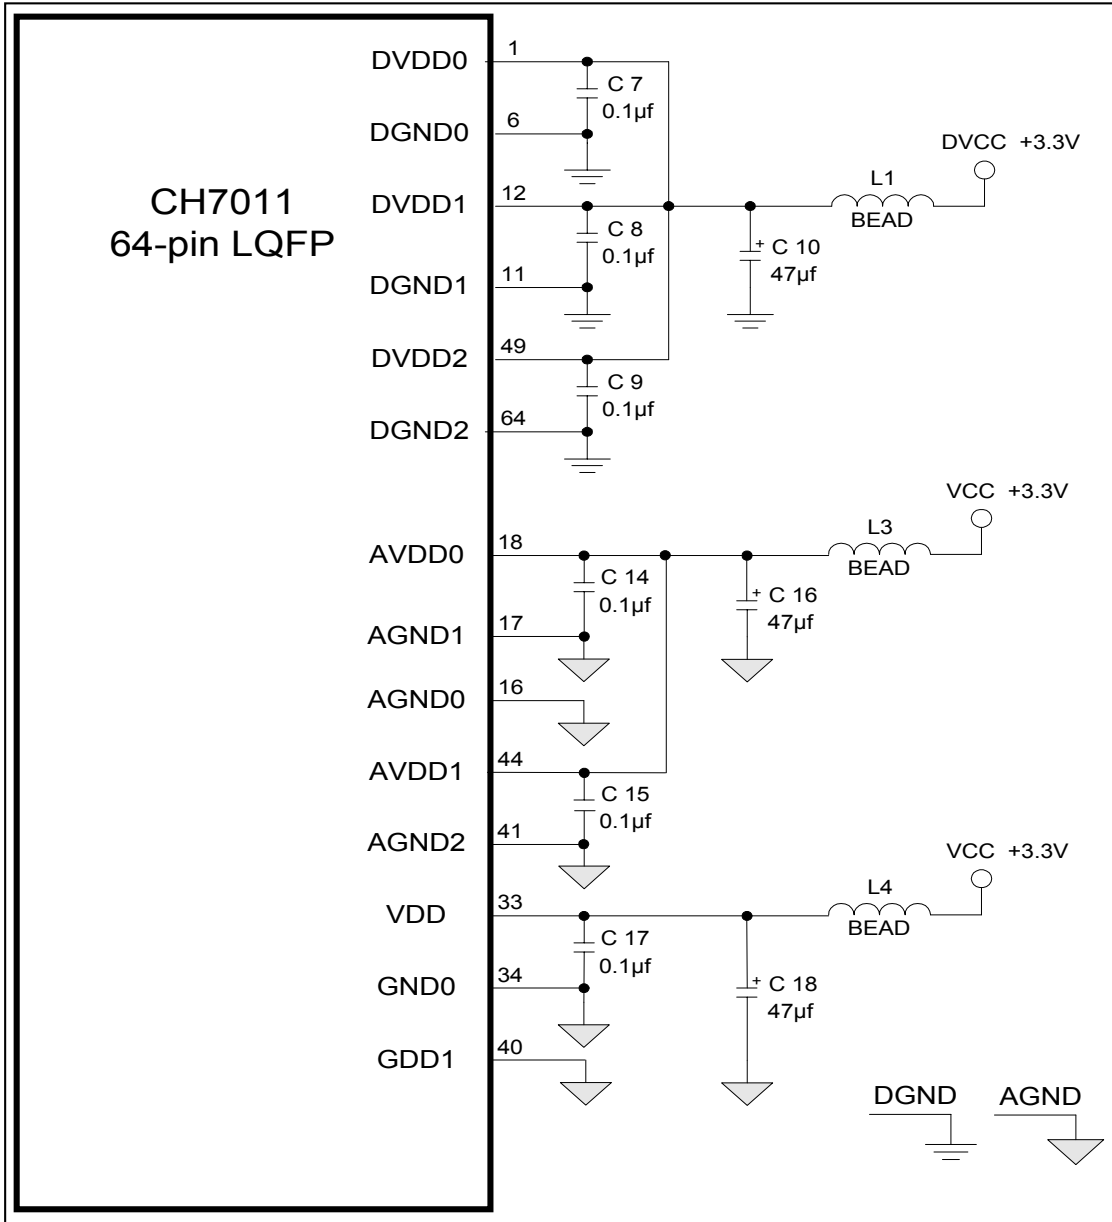 DVDD0
1
C 7
0.1µf
DGND0
6
DVCC +3.3V
CH7011
64-pin LQFP
DVDD1
12
L1
BEAD
C 8
0.1µf
+ C 10
47µf
DGND1
11
DVDD2
49
C 9
0.1µf
DGND2
64
VCC +3.3V
AVDD0
18
L3
BEAD
C 14
0.1µf
+ C 16
47µf
AGND1
17
AGND0
16
AVDD1
44
C 15
0.1µf
AGND2
41
VCC +3.3V
VDD
33
L4
BEAD
C 17
0.1µf
GND0
34
+ C 18
47µf
GDD1
40
DGND
AGND